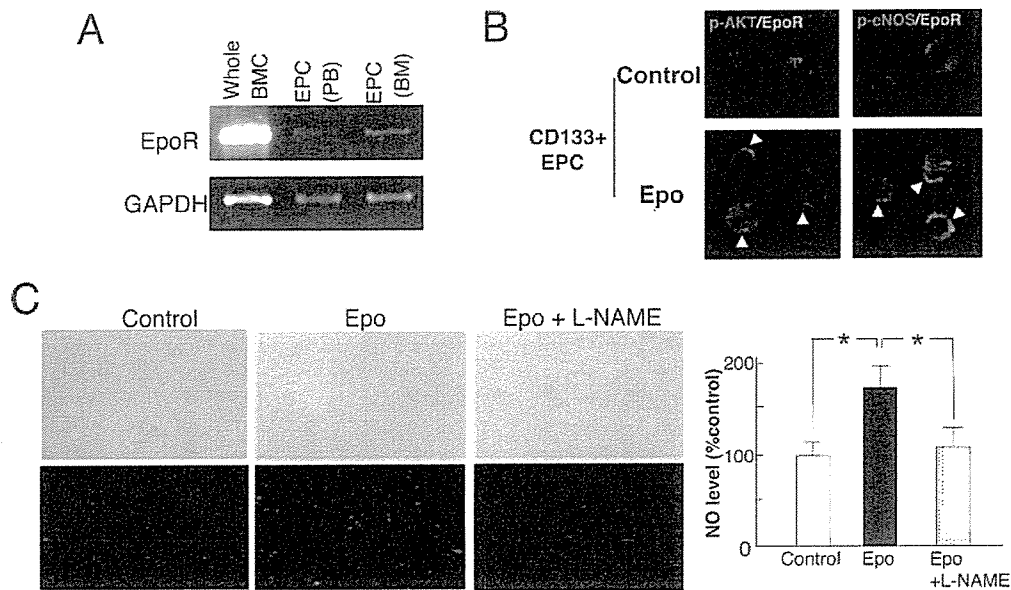 A
Whole BMC
EPC (PB)
EPC (BM)
EpoR
GAPDH
B
p-AKT/EpoR
p-eNOS/EpoR
Control
CD133+
EPC
Epo
C
Control
Epo
Epo + L-NAME
NO level (%control)
200
100
0
*
*
Control
Epo
Epo
+L-NAME